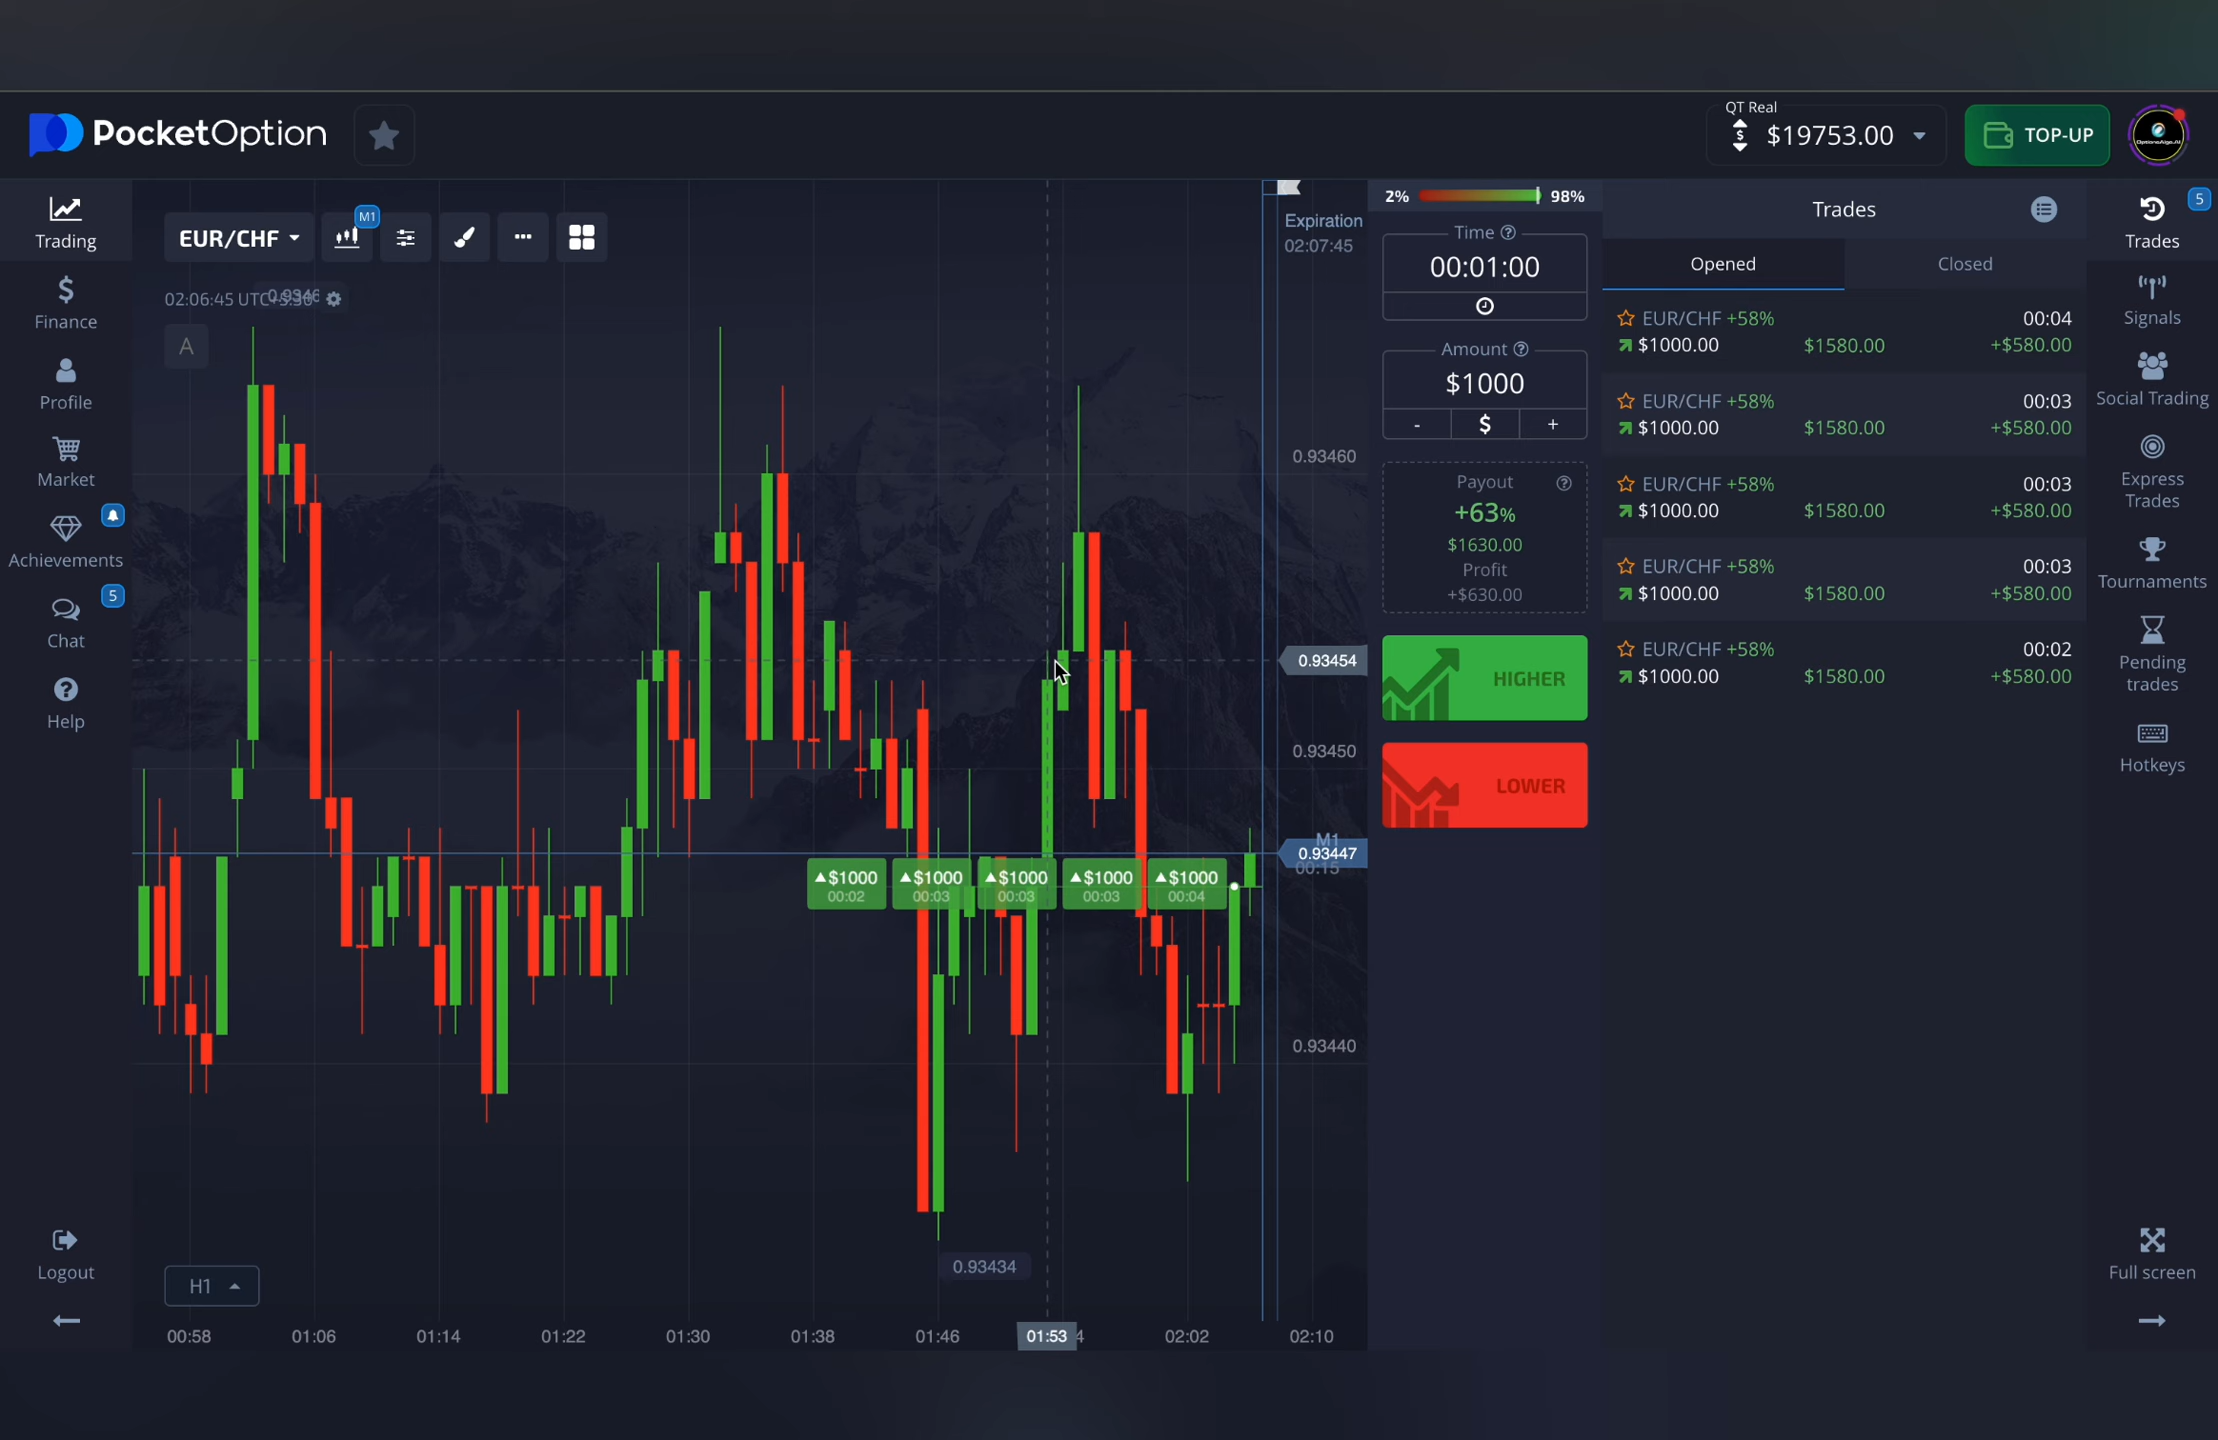 PocketOption
QT Real
$19753.00
TOP-UP
Trading
Finance
Profile
Market
Achievements
5
Chat
Help
Logout
EUR/CHF
M1
02:06:45
A
Expiration
02:07:45
0.93460
0.93454
0.93450
M1
0.93447
00:15
0.93440
0.93434
▲$1000 ▲$1000 ▲$1000 ▲$1000 ▲$1000
00:02 00:03 00:03 00:03 00:04
H1
00:58 01:06 01:14 01:22 01:30 01:38 01:46 01:53 02:02 02:10
2% 98%
Time
00:01:00
Amount
$1000
- $ +
Payout
+63%
$1630.00
Profit
+$630.00
HIGHER
LOWER
Trades
Opened Closed
EUR/CHF +58% 00:04
$1000.00 $1580.00 +$580.00
EUR/CHF +58% 00:03
$1000.00 $1580.00 +$580.00
EUR/CHF +58% 00:03
$1000.00 $1580.00 +$580.00
EUR/CHF +58% 00:03
$1000.00 $1580.00 +$580.00
EUR/CHF +58% 00:02
$1000.00 $1580.00 +$580.00
5
Trades
Signals
Social Trading
Express
Trades
Tournaments
Pending
trades
Hotkeys
Full screen